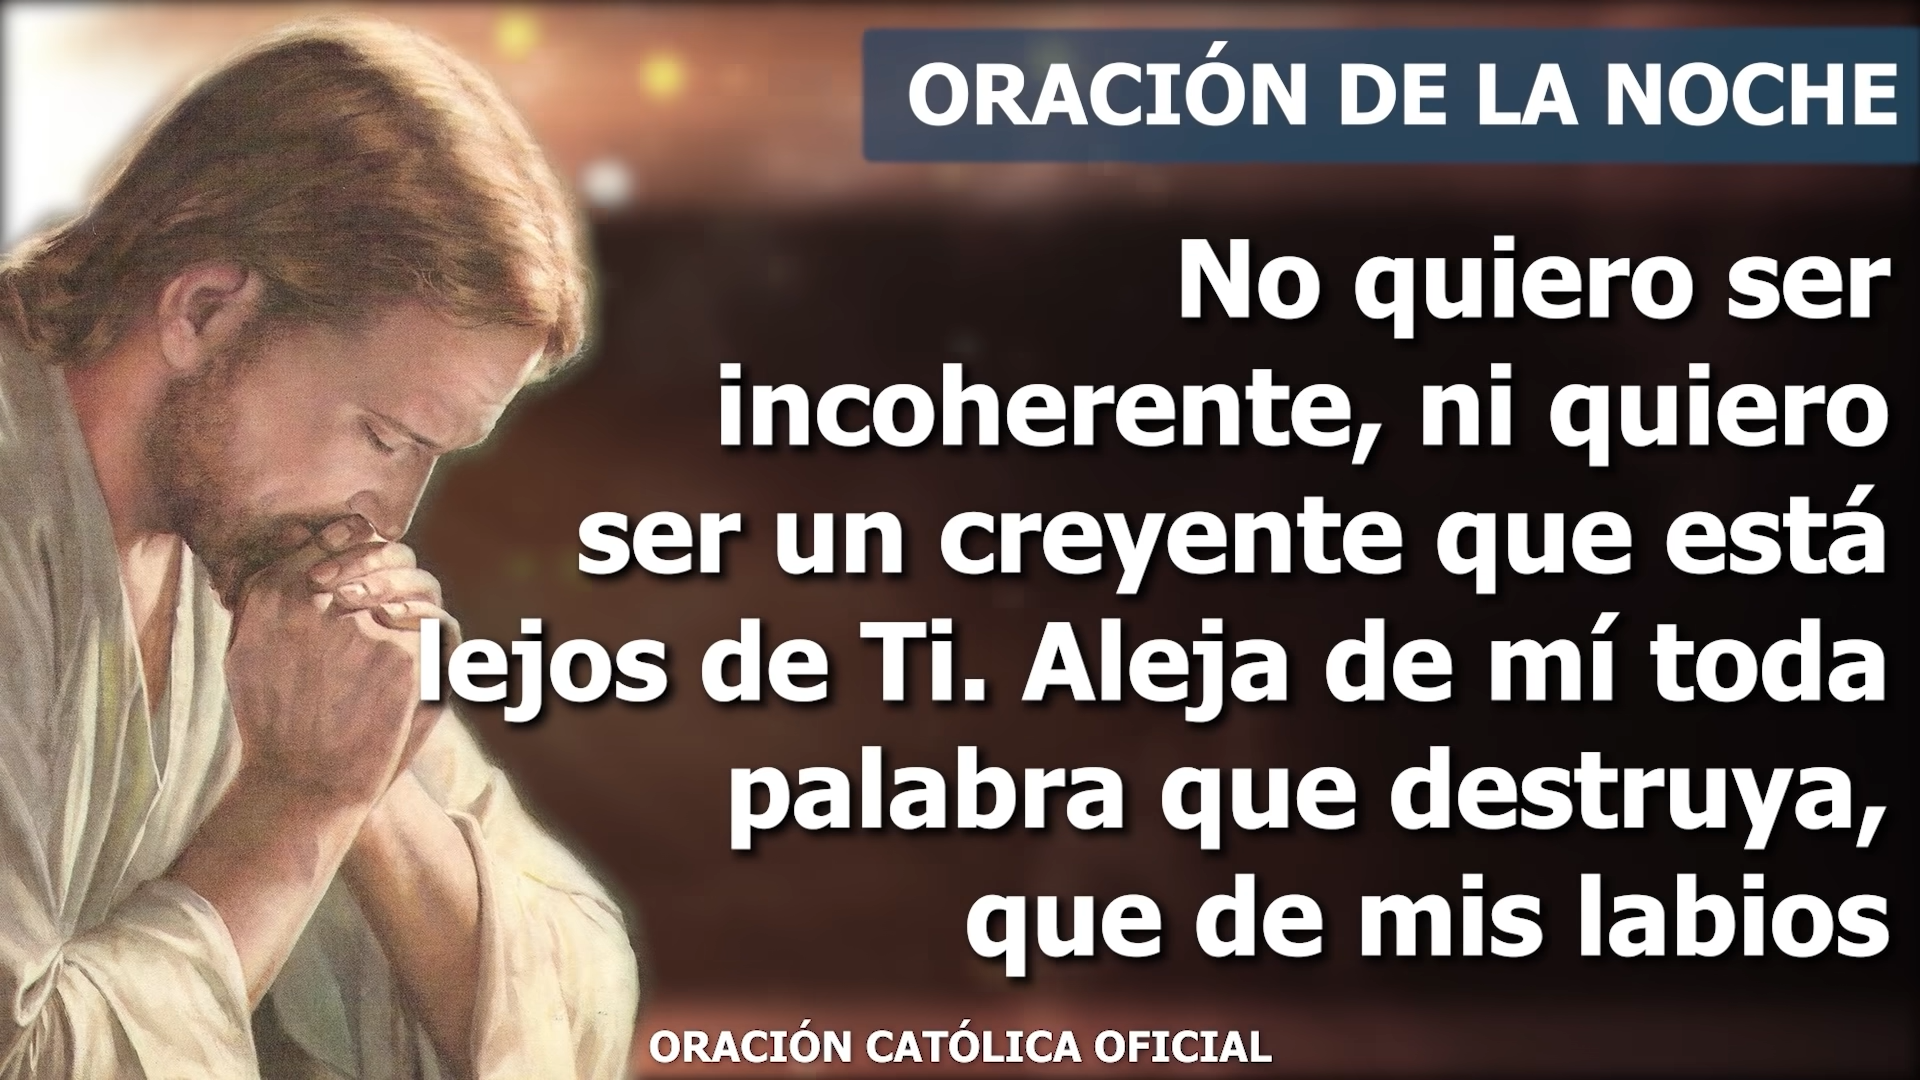 ORACIÓN DE LA NOCHE
No quiero ser
incoherente, ni quiero
ser un creyente que está
lejos de Ti. Aleja de mí toda
palabra que destruya,
que de mis labios
ORACIÓN CATÓLICA OFICIAL